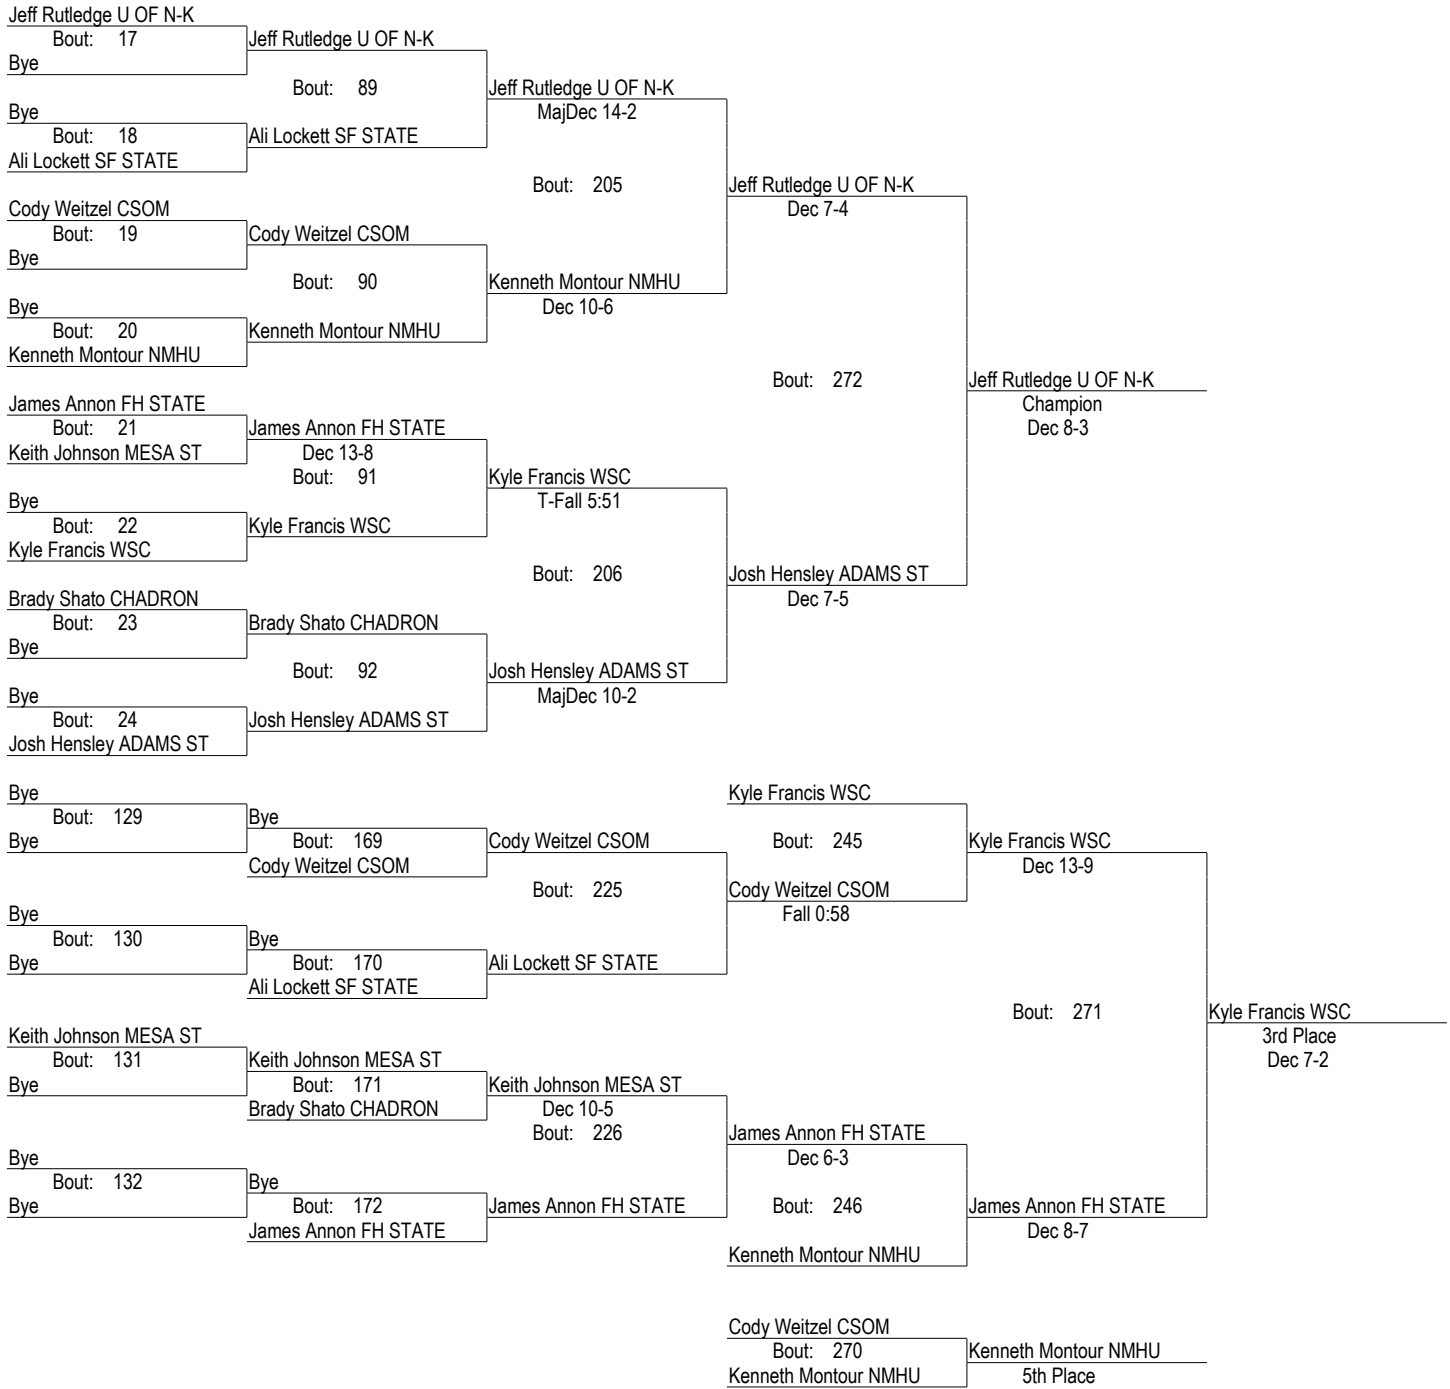 Jeff Rutledge U OF N-K
Bout: 17
Jeff Rutledge U OF N-K
Bye
Bout: 89
Jeff Rutledge U OF N-K
Bye
MajDec 14-2
Bout: 18
Ali Lockett SF STATE
Ali Lockett SF STATE
Bout: 205
Jeff Rutledge U OF N-K
Cody Weitzel CSOM
Dec 7-4
Bout: 19
Cody Weitzel CSOM
Bye
Bout: 90
Kenneth Montour NMHU
Bye
Dec 10-6
Bout: 20
Kenneth Montour NMHU
Kenneth Montour NMHU
Bout: 272
Jeff Rutledge U OF N-K
James Annon FH STATE
Champion
Bout: 21
James Annon FH STATE
Dec 8-3
Keith Johnson MESA ST
Dec 13-8
Bout: 91
Kyle Francis WSC
Bye
T-Fall 5:51
Bout: 22
Kyle Francis WSC
Kyle Francis WSC
Bout: 206
Josh Hensley ADAMS ST
Brady Shato CHADRON
Dec 7-5
Bout: 23
Brady Shato CHADRON
Bye
Bout: 92
Josh Hensley ADAMS ST
Bye
MajDec 10-2
Bout: 24
Josh Hensley ADAMS ST
Josh Hensley ADAMS ST
Bye
Kyle Francis WSC
Bout: 129
Bye
Bye
Bout: 169
Cody Weitzel CSOM
Bout: 245
Kyle Francis WSC
Cody Weitzel CSOM
Dec 13-9
Bout: 225
Cody Weitzel CSOM
Bye
Fall 0:58
Bout: 130
Bye
Bye
Bout: 170
Ali Lockett SF STATE
Ali Lockett SF STATE
Bout: 271
Kyle Francis WSC
Keith Johnson MESA ST
3rd Place
Bout: 131
Keith Johnson MESA ST
Dec 7-2
Bye
Bout: 171
Keith Johnson MESA ST
Brady Shato CHADRON
Dec 10-5
Bout: 226
James Annon FH STATE
Bye
Dec 6-3
Bout: 132
Bye
Bye
Bout: 172
James Annon FH STATE
Bout: 246
James Annon FH STATE
James Annon FH STATE
Dec 8-7
Kenneth Montour NMHU
Cody Weitzel CSOM
Bout: 270
Kenneth Montour NMHU
Kenneth Montour NMHU
5th Place